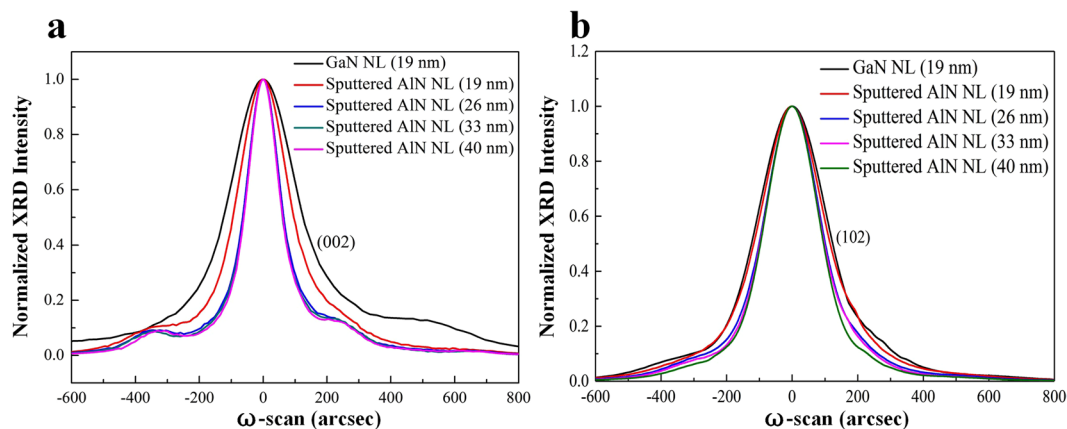 a
GaN NL (19 nm)
Sputtered AlN NL (19 nm)
Sputtered AlN NL (26 nm)
Sputtered AlN NL (33 nm)
Sputtered AlN NL (40 nm)
(002)
Normalized XRD Intensity
1.0
0.8
0.6
0.4
0.2
0.0
-600
-400
-200
0
200
400
600
800
ω-scan (arcsec)
b
GaN NL (19 nm)
Sputtered AlN NL (19 nm)
Sputtered AlN NL (26 nm)
Sputtered AlN NL (33 nm)
Sputtered AlN NL (40 nm)
(102)
Normalized XRD Intensity
1.2
1.0
0.8
0.6
0.4
0.2
0.0
-600
-400
-200
0
200
400
600
800
ω-scan (arcsec)